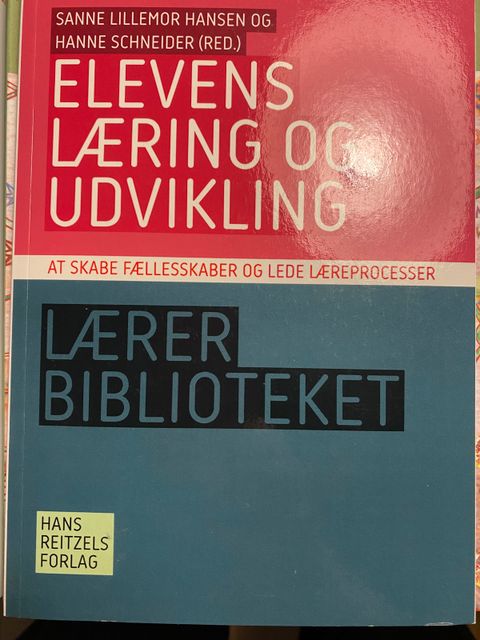 SANNE LILLEMOR HANSEN OG
HANNE SCHNEIDER (RED.)
ELEVENS
LÆRING OG
UDVIKLING
AT SKABE FÆLLESSKABER OG LEDE LÆREPROCESSER
LÆRER
BIBLIOTEKET
HANS
REITZELS
FORLAG